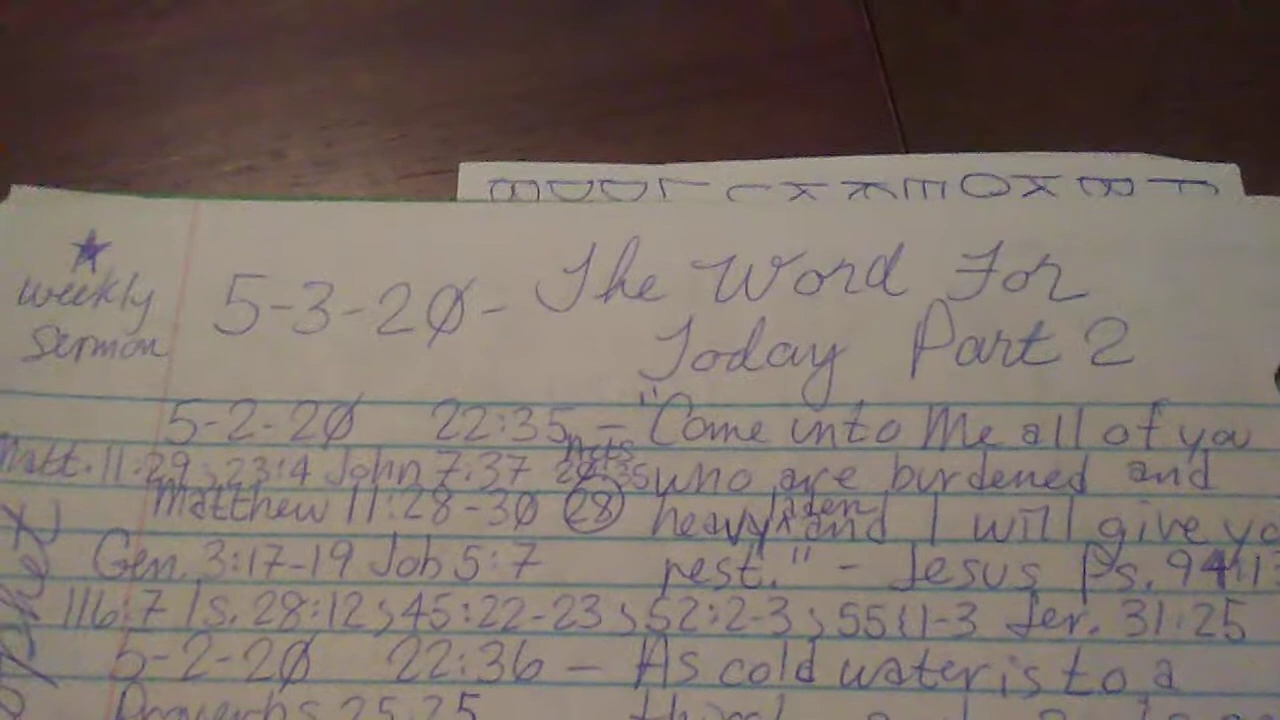 weekly
Sermon
5-3-20- The Word For
Today Part 2
5-2-20 22:35 - "Come into Me all of you
Matt. 11:29; 23:4 John 7:37 Acts who are burdened and
Matthew 11:28-30 (28) heavy laden and I will give
Gen. 3:17-19 Job 5:7 rest." - Jesus Ps. 94:1
116:7 Is. 28:12; 45:22-23; 52:2-3; 55:1-3 Jer. 31:25
5-2-20 22:36 - As cold water is to a
Proverbs 25:25